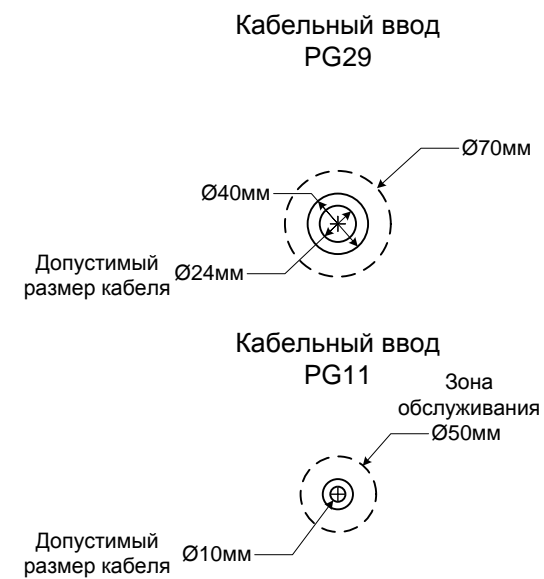 Кабельный ввод
PG29
Ø70мм
Ø40мм
Допустимый
размер кабеля
Ø24мм
Кабельный ввод
PG11
Зона
обслуживания
Ø50мм
Допустимый
размер кабеля
Ø10мм